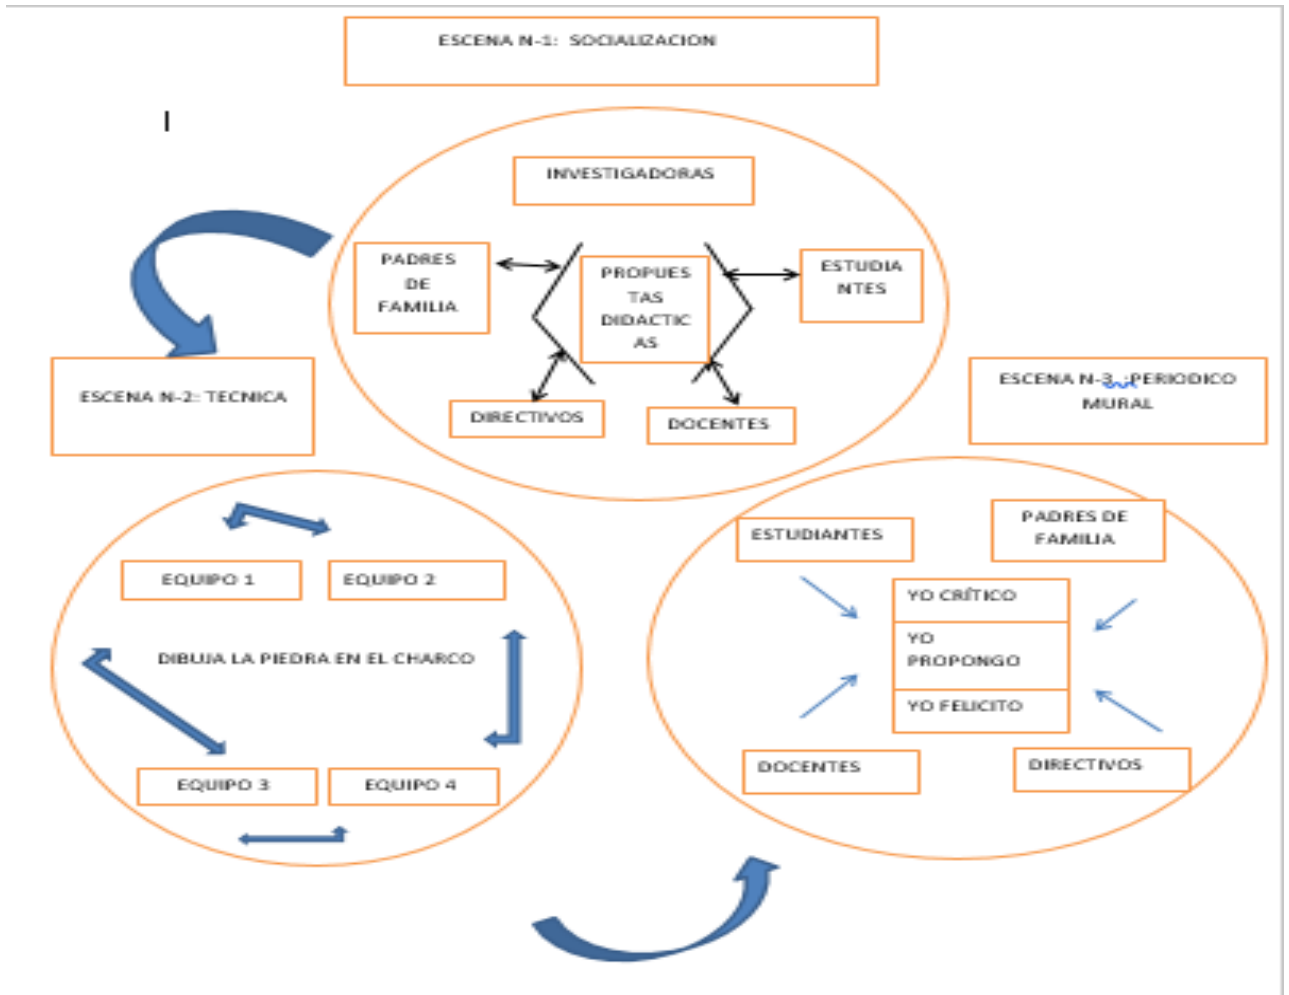 ESCENA N-1: SOCIALIZACION
INVESTIGADORAS
PADRES
DE
FAMILIA
PROPUES
TAS
DIDACTIC
AS
ESTUDIA
NTES
DIRECTIVOS
DOCENTES
ESCENA N-2: TECNICA
EQUIPO 1
EQUIPO 2
DIBUJA LA PIEDRA EN EL CHARCO
EQUIPO 3
EQUIPO 4
ESCENA N-3 :PERIODICO
MURAL
ESTUDIANTES
PADRES DE
FAMILIA
YO CRÍTICO
YO
PROPONGO
YO FELICITO
DOCENTES
DIRECTIVOS